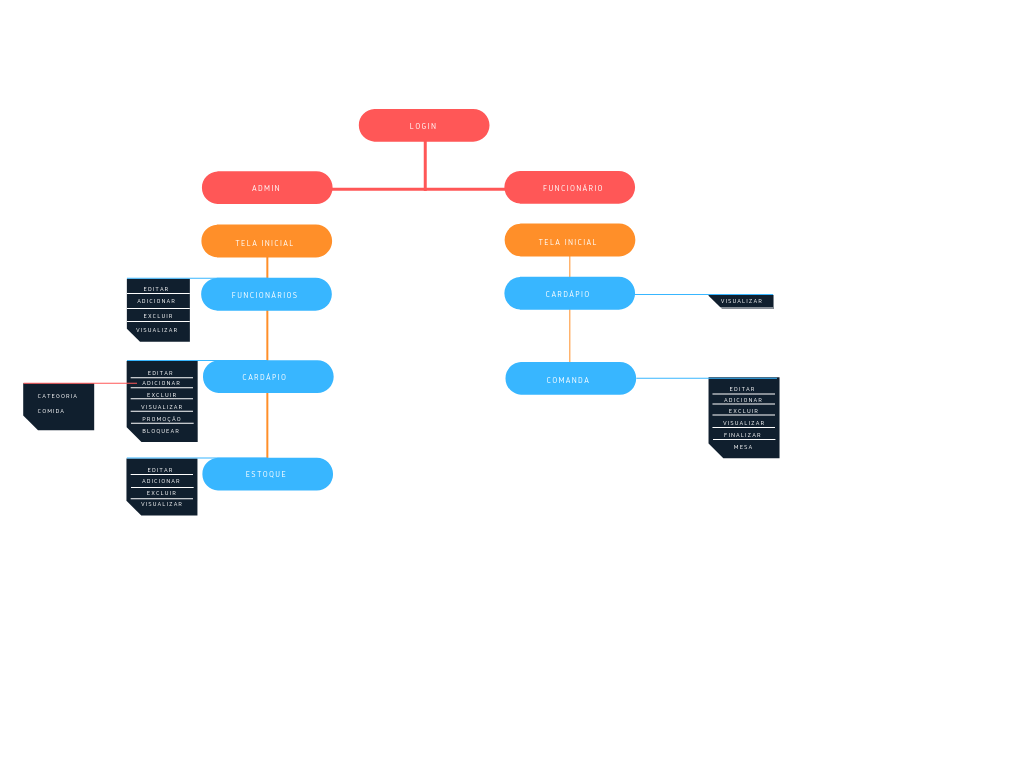 LOGIN
ADMIN
FUNCIONÁRIO
TELA INICIAL
TELA INICIAL
FUNCIONÁRIOS
EDITAR
ADICIONAR
EXCLUIR
VISUALIZAR
CARDÁPIO
VISUALIZAR
CARDÁPIO
EDITAR
ADICIONAR
EXCLUIR
VISUALIZAR
PROMOÇÃO
BLOQUEAR
CATEGORIA
COMIDA
COMANDA
EDITAR
ADICIONAR
EXCLUIR
VISUALIZAR
FINALIZAR
MESA
ESTOQUE
EDITAR
ADICIONAR
EXCLUIR
VISUALIZAR